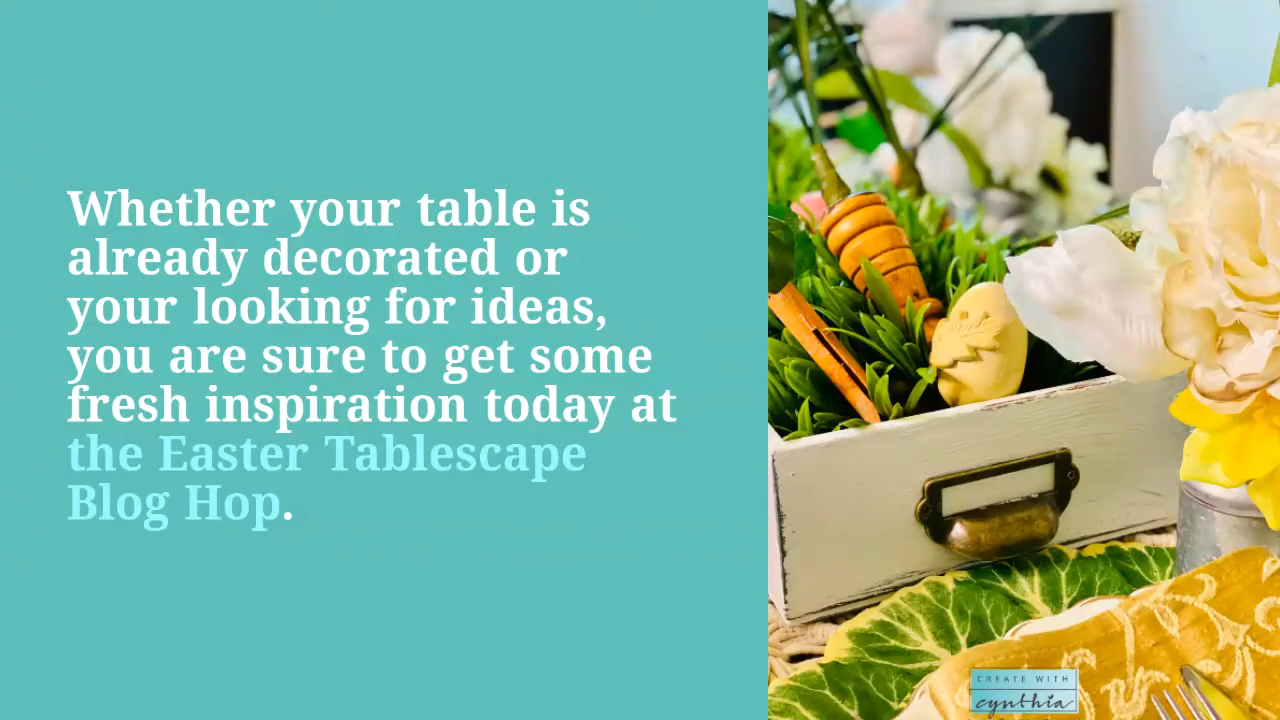 Whether your table is
already decorated or
your looking for ideas,
you are sure to get some
fresh inspiration today at
the Easter Tablescape
Blog Hop.
CREATE WITH
cynthia